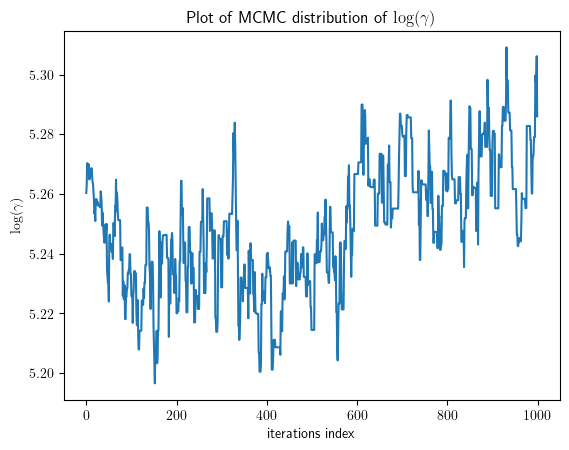 Plot of MCMC distribution of log(γ)
log(γ)
5.30
5.28
5.26
5.24
5.22
5.20
0 200 400 600 800 1000
iterations index